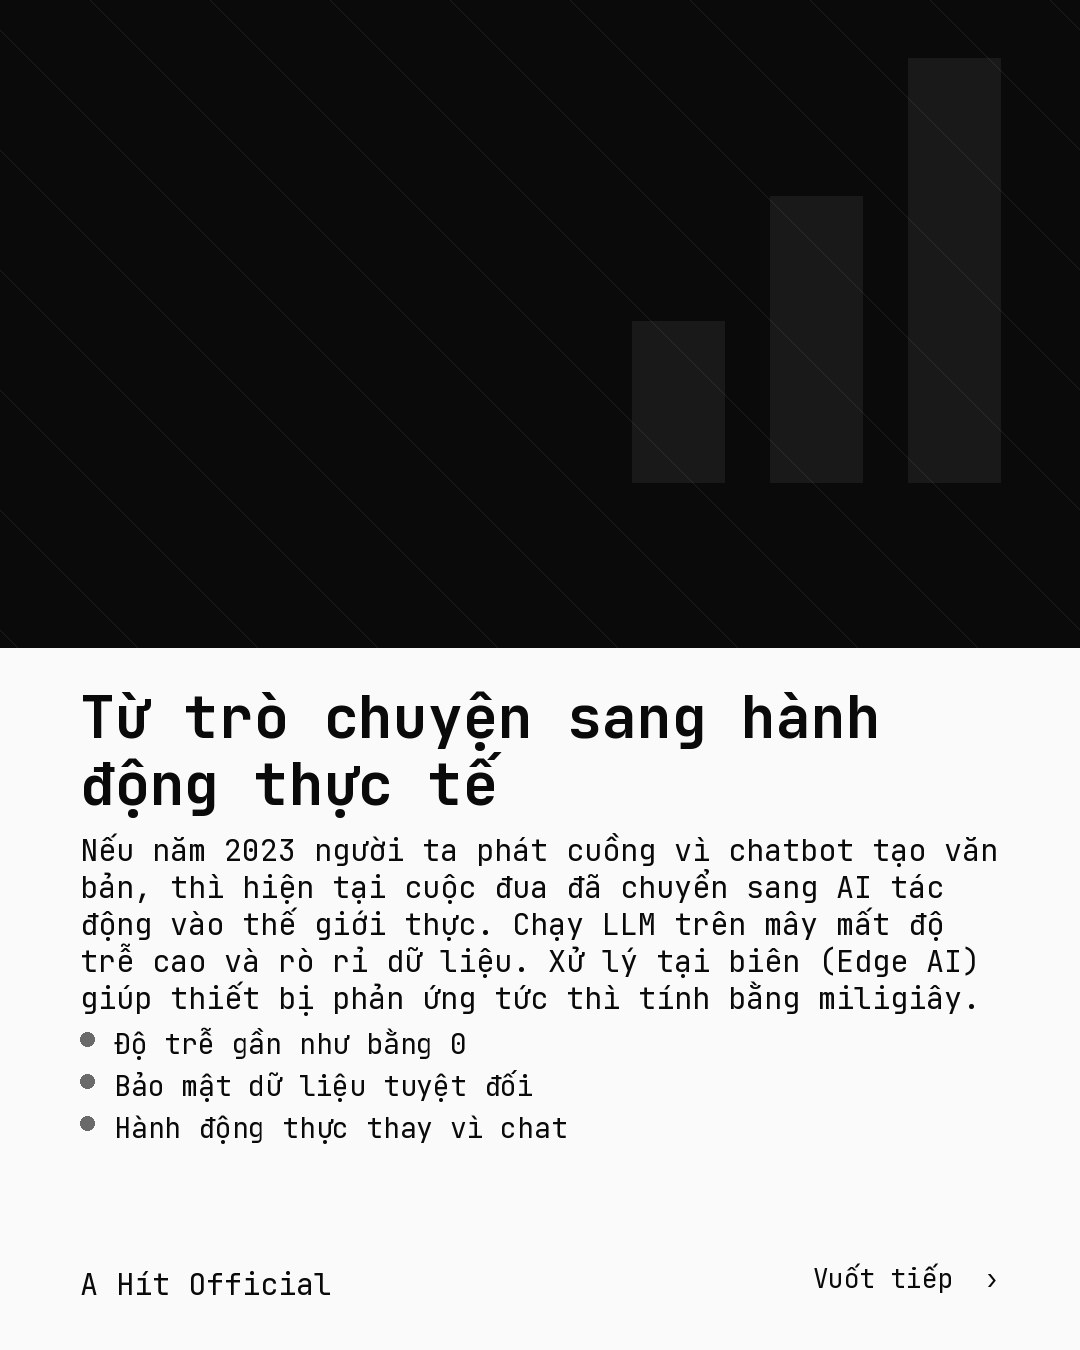 Từ trò chuyện sang hành
động thực tế
Nếu năm 2023 người ta phát cuồng vì chatbot tạo văn
bản, thì hiện tại cuộc đua đã chuyển sang AI tác
động vào thế giới thực. Chạy LLM trên mây mất độ
trễ cao và rò rỉ dữ liệu. Xử lý tại biên (Edge AI)
giúp thiết bị phản ứng tức thì tính bằng miligiây.
Độ trễ gần như bằng 0
Bảo mật dữ liệu tuyệt đối
Hành động thực thay vì chat
A Hít Official
Vuốt tiếp ›